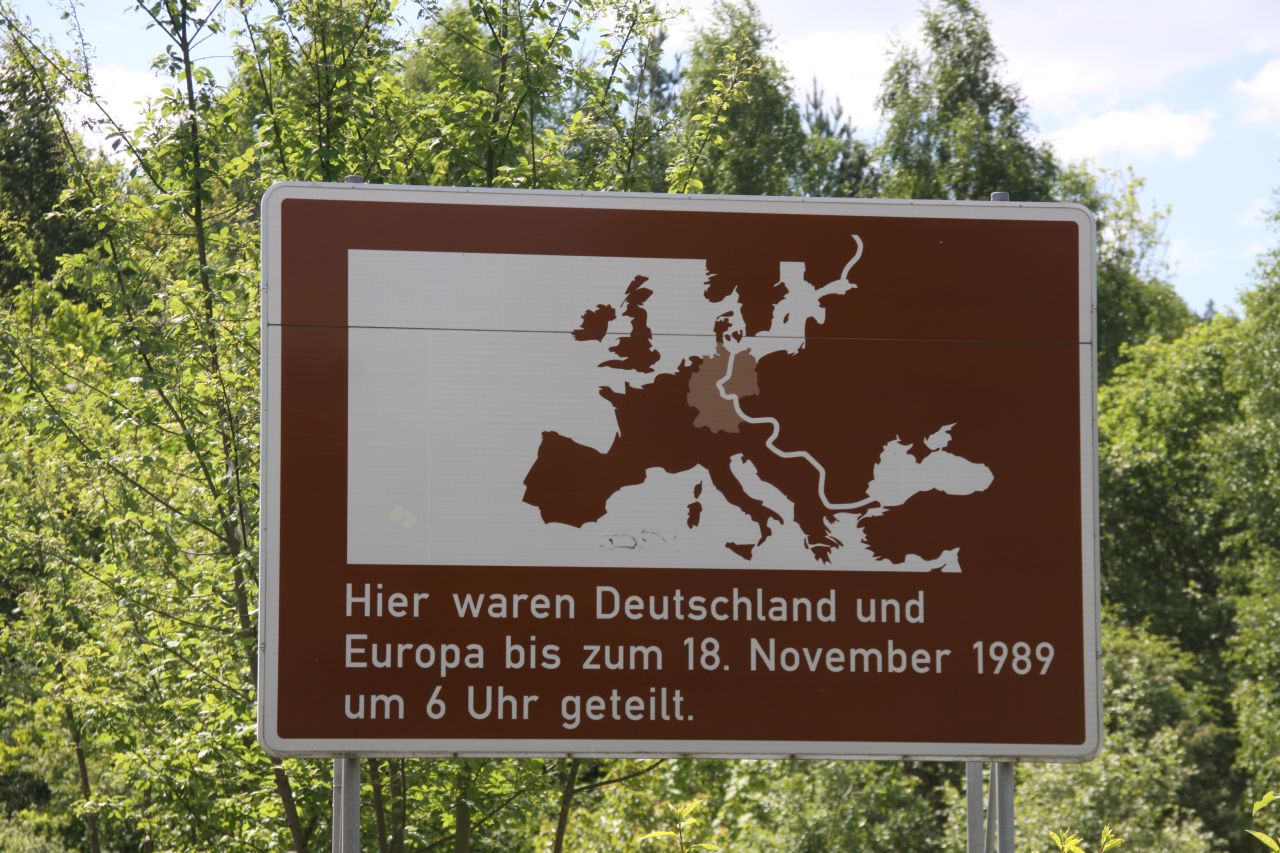 Hier waren Deutschland und
Europa bis zum 18. November 1989
um 6 Uhr geteilt.